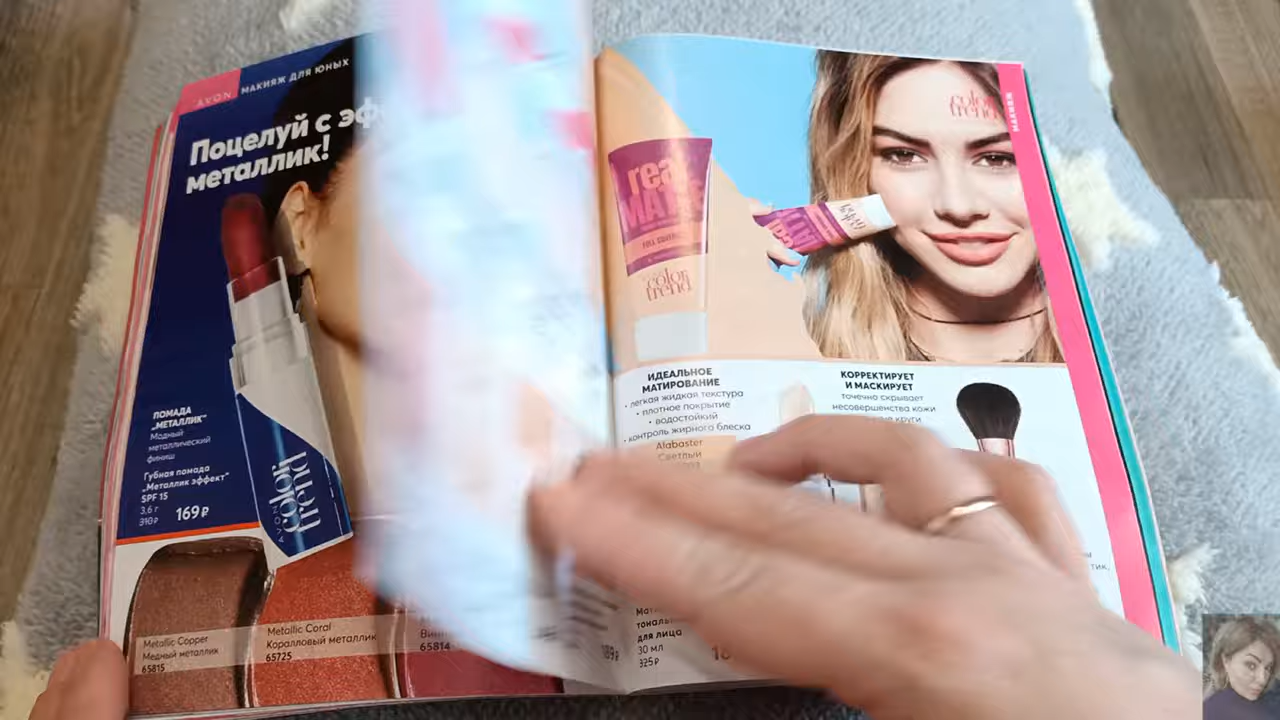 AVON
МАКИЯЖ ДЛЯ ЮНЫХ
Поцелуй с эф
металлик!
ПОМАДА
„МЕТАЛЛИК"
Модный
металлический
финиш
Губная помада
„Металлик эффект"
SPF 15
3,6 г
310 ₽ 169 ₽
AVON
color
trend
Metallic Copper
Медный металлик
65815
Metallic Coral
Коралловый металлик
65725
65814
real
MATTE
FULL
color
trend
color
trend
МАКИЯЖ
ИДЕАЛЬНОЕ
МАТИРОВАНИЕ
• легкая жидкая текстура
• плотное покрытие
• водостойкий
• контроль жирного блеска
Alabaster
Светлый
КОРРЕКТИРУЕТ
И МАСКИРУЕТ
точечно скрывает
несовершенства кожи
круги
для лица
30 мл
325 ₽